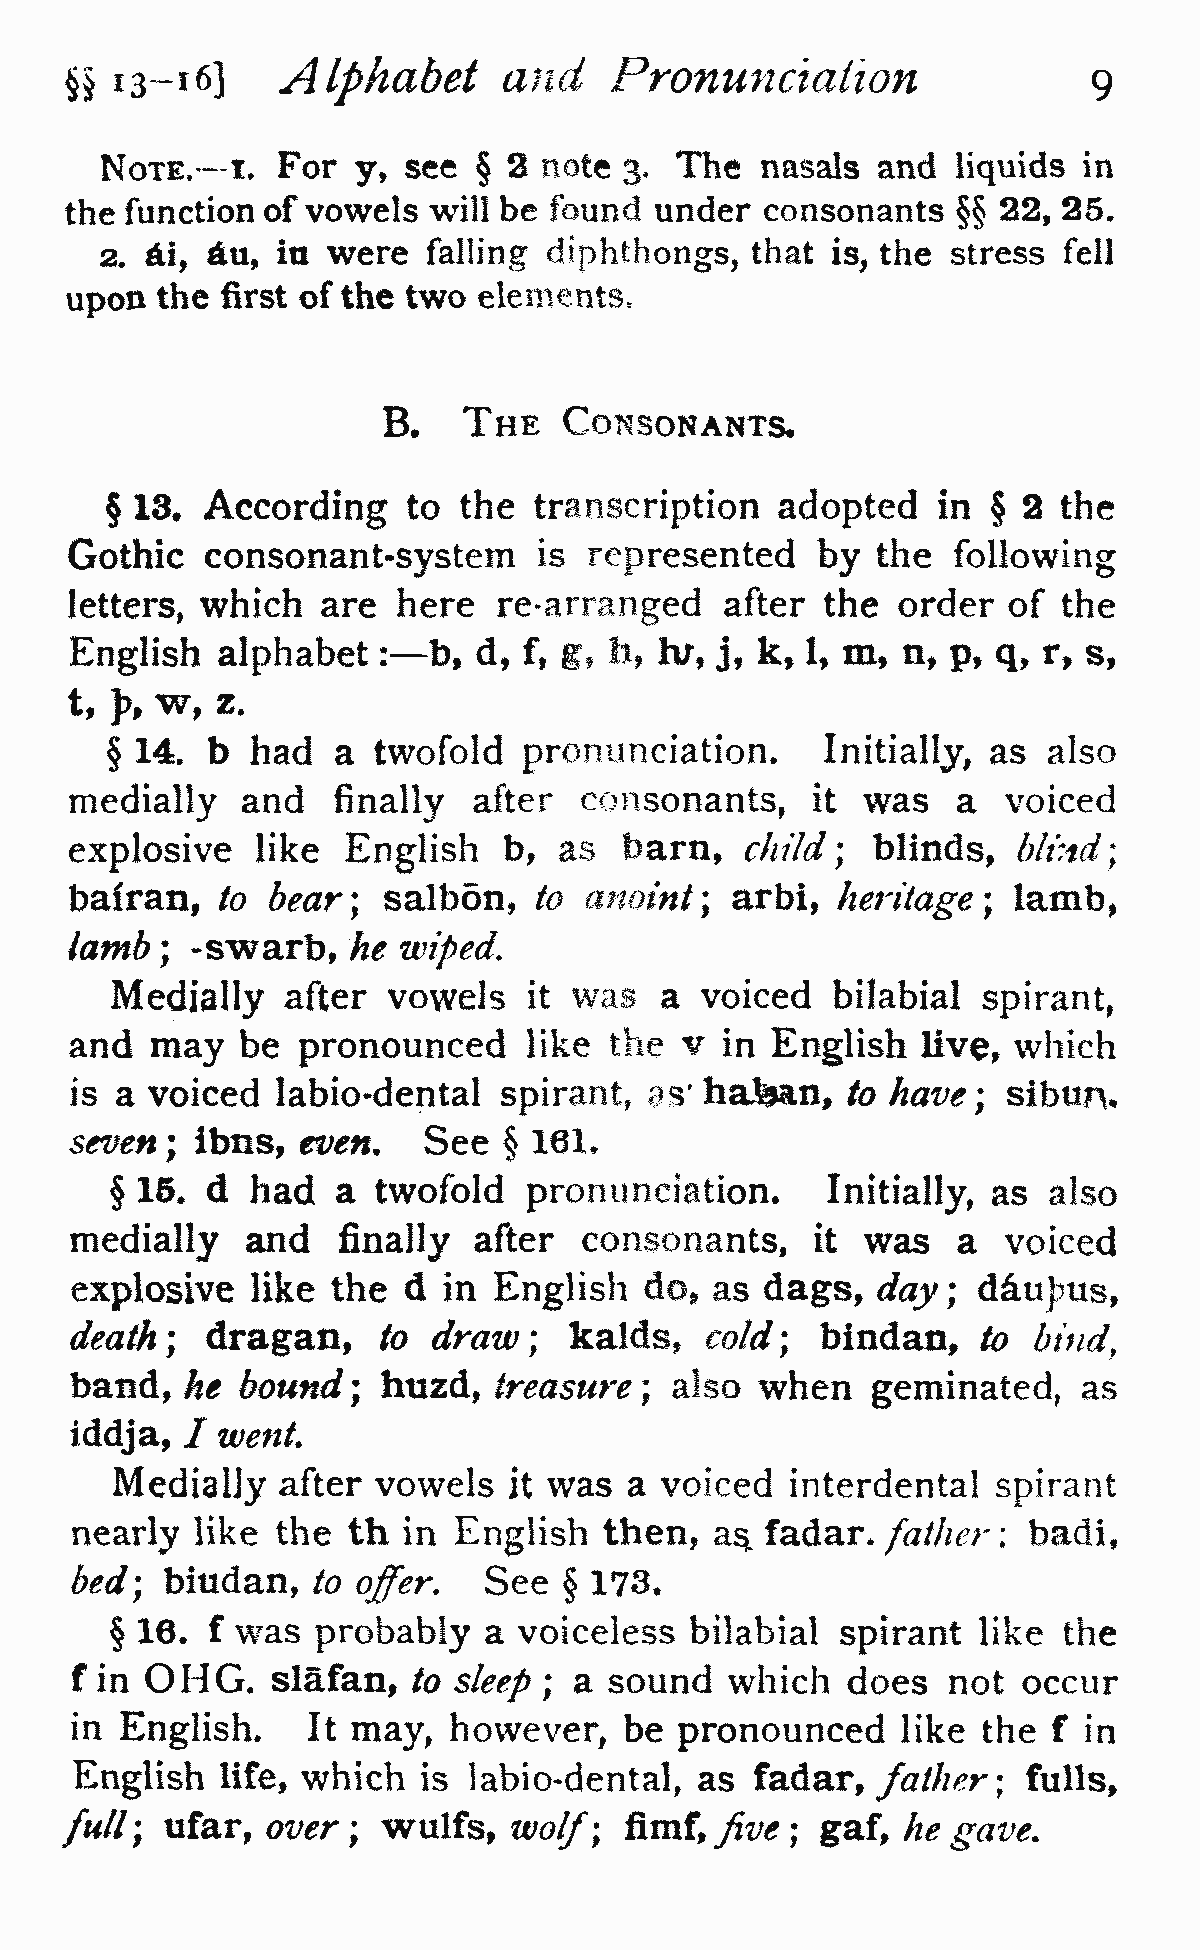 §§ 13–16] Alphabet and Pronunciation 9
NOTE.—1. For y, see § 2 note 3. The nasals and liquids in
the function of vowels will be found under consonants §§ 22, 25.
2. ái, áu, iu were falling diphthongs, that is, the stress fell
upon the first of the two elements.
B. THE CONSONANTS.
§ 13. According to the transcription adopted in § 2 the
Gothic consonant-system is represented by the following
letters, which are here re-arranged after the order of the
English alphabet :—b, d, f, g, h, ƕ, j, k, l, m, n, p, q, r, s,
t, þ, w, z.
§ 14. b had a twofold pronunciation. Initially, as also
medially and finally after consonants, it was a voiced
explosive like English b, as barn, child; blinds, blind;
baíran, to bear; salbōn, to anoint; arbi, heritage; lamb,
lamb; -swarb, he wiped.
Medially after vowels it was a voiced bilabial spirant,
and may be pronounced like the v in English live, which
is a voiced labio-dental spirant, as haban, to have; sibun,
seven; ibns, even. See § 161.
§ 15. d had a twofold pronunciation. Initially, as also
medially and finally after consonants, it was a voiced
explosive like the d in English do, as dags, day; dáuþus,
death; dragan, to draw; kalds, cold; bindan, to bind,
band, he bound; huzd, treasure; also when geminated, as
iddja, I went.
Medially after vowels it was a voiced interdental spirant
nearly like the th in English then, as fadar. father: badi,
bed; biudan, to offer. See § 173.
§ 16. f was probably a voiceless bilabial spirant like the
f in OHG. slāfan, to sleep; a sound which does not occur
in English. It may, however, be pronounced like the f in
English life, which is labio-dental, as fadar, father; fulls,
full; ufar, over; wulfs, wolf; fimf, five; gaf, he gave.